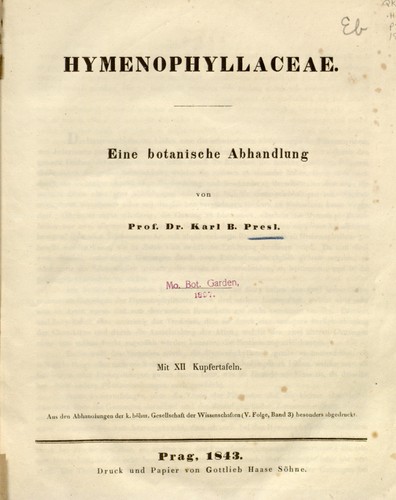 Eb
HYMENOPHYLLACEAE.
Eine botanische Abhandlung
von
Prof. Dr. Karl B. Presl.
Mo. Bot. Garden,
Mit XII Kupfertafeln.
Aus den Abhandlungen der k. böhm. Gesellschaft der Wissenschaften (V. Folge, Band 3) besonders abgedruckt.
Prag, 1843.
Druck und Papier von Gottlieb Haase Söhne.